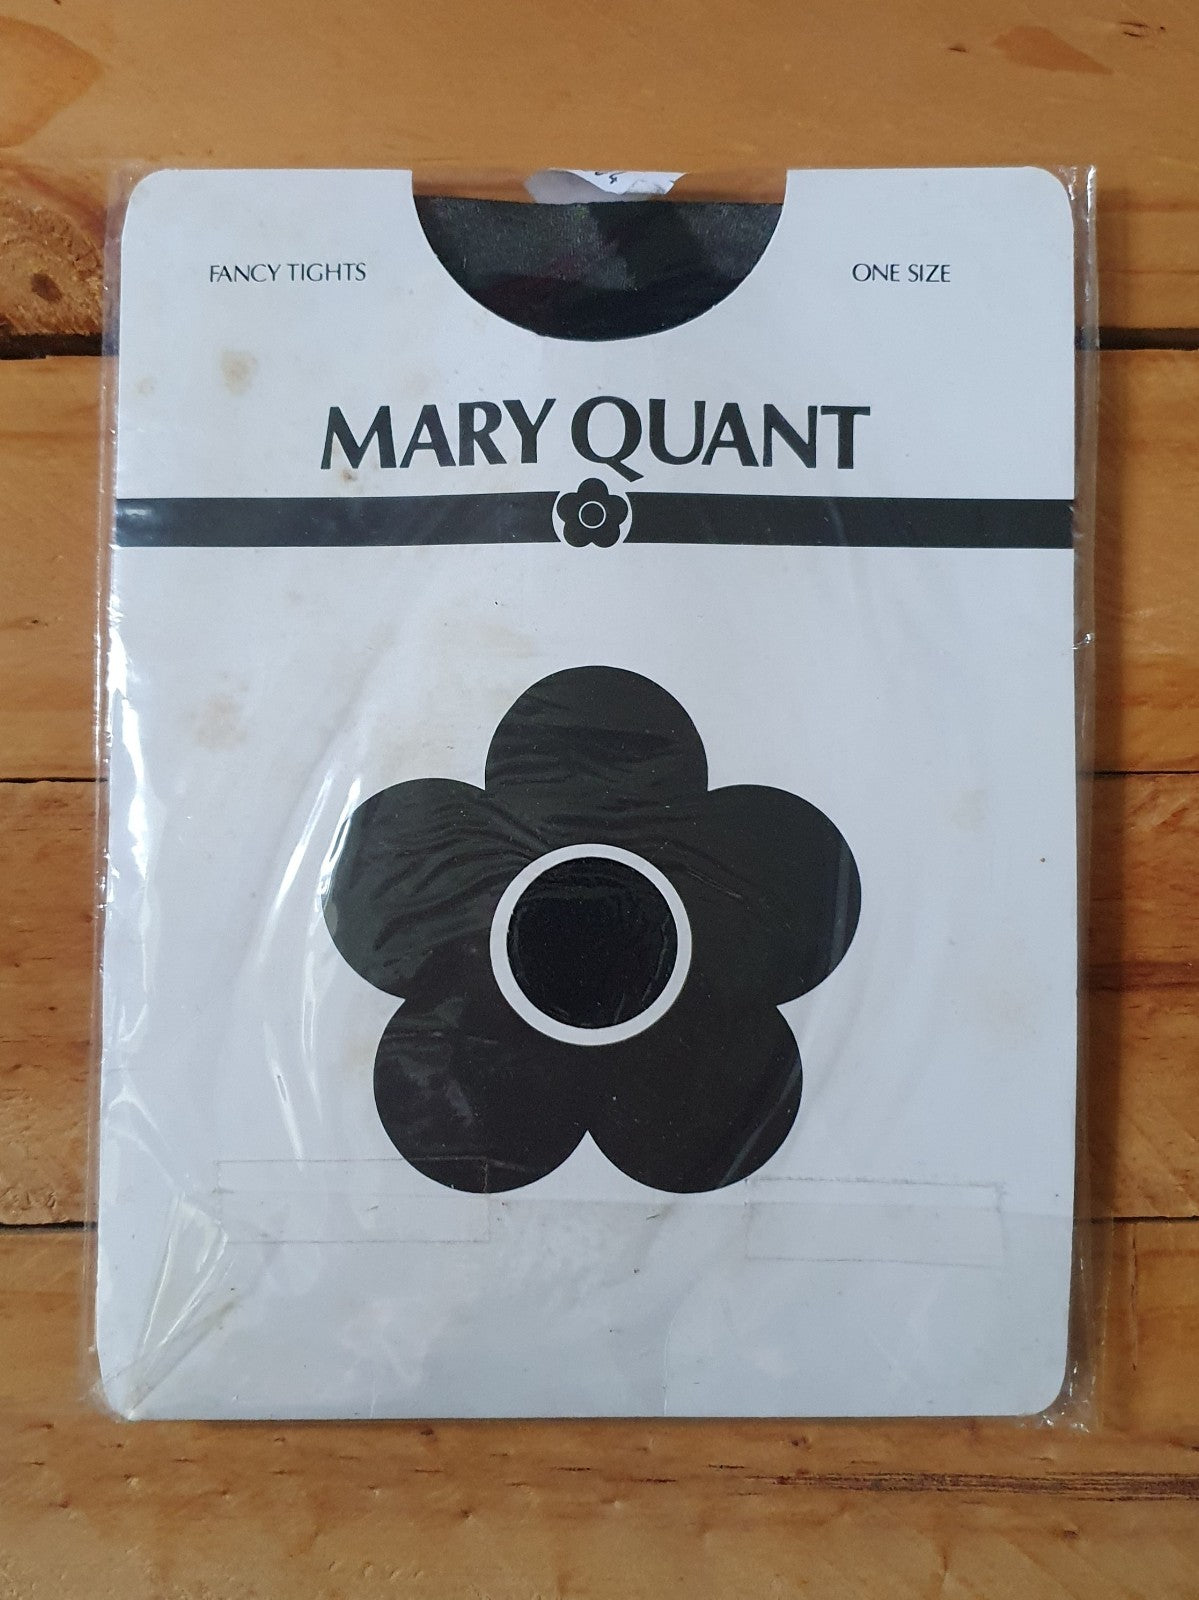 FANCY TIGHTS
ONE SIZE
MARY QUANT